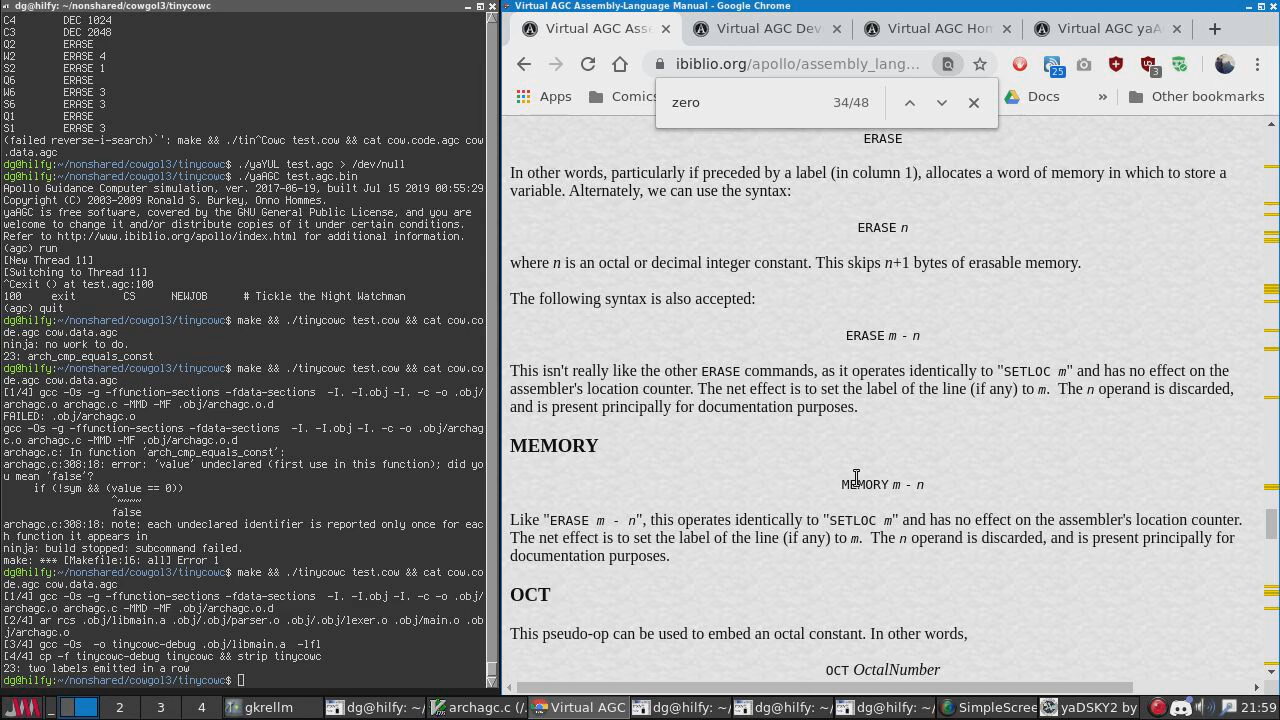 dg@hilfy: ~/nonshared/cowgol3/tinycowc
C4 DEC 1024
C3 DEC 2048
Q2 ERASE
W2 ERASE 4
S2 ERASE 1
Q6 ERASE
W6 ERASE 3
S6 ERASE 3
Q1 ERASE
S1 ERASE 3
(failed reverse-i-search)`': make && ./tin^Cowc test.cow && cat cow.code.agc cow
.data.agc
dg@hilfy:~/nonshared/cowgol3/tinycowc$ ./yaYUL test.agc > /dev/null
dg@hilfy:~/nonshared/cowgol3/tinycowc$ ./yaAGC test.agc.bin
Apollo Guidance Computer simulation, ver. 2017-06-19, built Jul 15 2019 00:55:29
Copyright (C) 2003-2009 Ronald S. Burkey, Onno Hommes.
yaAGC is free software, covered by the GNU General Public License, and you are
welcome to change it and/or distribute copies of it under certain conditions.
Refer to http://www.ibiblio.org/apollo/index.html for additional information.
(agc) run
[New Thread 11]
[Switching to Thread 11]
^Cexit () at test.agc:100
100 exit CS NEWJOB # Tickle the Night Watchman
(agc) quit
dg@hilfy:~/nonshared/cowgol3/tinycowc$ make && ./tinycowc test.cow && cat cow.co
de.agc cow.data.agc
ninja: no work to do.
23: arch_cmp_equals_const
dg@hilfy:~/nonshared/cowgol3/tinycowc$ make && ./tinycowc test.cow && cat cow.co
de.agc cow.data.agc
[1/4] gcc -Os -g -ffunction-sections -fdata-sections -I. -I.obj -I. -c -o .obj/
archagc.o archagc.c -MMD -MF .obj/archagc.o.d
FAILED: .obj/archagc.o
gcc -Os -g -ffunction-sections -fdata-sections -I. -I.obj -I. -c -o .obj/archag
c.o archagc.c -MMD -MF .obj/archagc.o.d
archagc.c: In function ‘arch_cmp_equals_const’:
archagc.c:308:18: error: ‘value’ undeclared (first use in this function); did yo
u mean ‘false’?
if (!sym && (value == 0))
^~~~~
false
archagc.c:308:18: note: each undeclared identifier is reported only once for eac
h function it appears in
ninja: build stopped: subcommand failed.
make: *** [Makefile:16: all] Error 1
dg@hilfy:~/nonshared/cowgol3/tinycowc$ make && ./tinycowc test.cow && cat cow.co
de.agc cow.data.agc
[1/4] gcc -Os -g -ffunction-sections -fdata-sections -I. -I.obj -I. -c -o .obj/
archagc.o archagc.c -MMD -MF .obj/archagc.o.d
[2/4] ar rcs .obj/libmain.a .obj/.obj/parser.o .obj/.obj/lexer.o .obj/main.o .ob
j/archagc.o
[3/4] gcc -Os -o tinycowc-debug .obj/libmain.a -lfl
[4/4] cp -f tinycowc-debug tinycowc && strip tinycowc
23: two labels emitted in a row
dg@hilfy:~/nonshared/cowgol3/tinycowc$
Virtual AGC Assembly-Language Manual - Google Chrome
Virtual AGC Asse
Virtual AGC Dev
Virtual AGC Hom
Virtual AGC yaA
ibiblio.org/apollo/assembly_lang...
25
3
Apps
Comics
Docs
»
Other bookmarks
zero
34/48
ERASE
In other words, particularly if preceded by a label (in column 1), allocates a word of memory in which to store a
variable. Alternately, we can use the syntax:
ERASE n
where n is an octal or decimal integer constant. This skips n+1 bytes of erasable memory.
The following syntax is also accepted:
ERASE m - n
This isn't really like the other ERASE commands, as it operates identically to "SETLOC m" and has no effect on the
assembler's location counter. The net effect is to set the label of the line (if any) to m. The n operand is discarded,
and is present principally for documentation purposes.
MEMORY
MEMORY m - n
Like "ERASE m - n", this operates identically to "SETLOC m" and has no effect on the assembler's location counter.
The net effect is to set the label of the line (if any) to m. The n operand is discarded, and is present principally for
documentation purposes.
OCT
This pseudo-op can be used to embed an octal constant. In other words,
OCT OctalNumber
2
3
4
gkrellm
dg@hilfy: ~/
archagc.c (/
Virtual AGC
dg@hilfy: ~/
dg@hilfy: ~/
dg@hilfy: ~/
SimpleScree
yaDSKY2 by
21:59